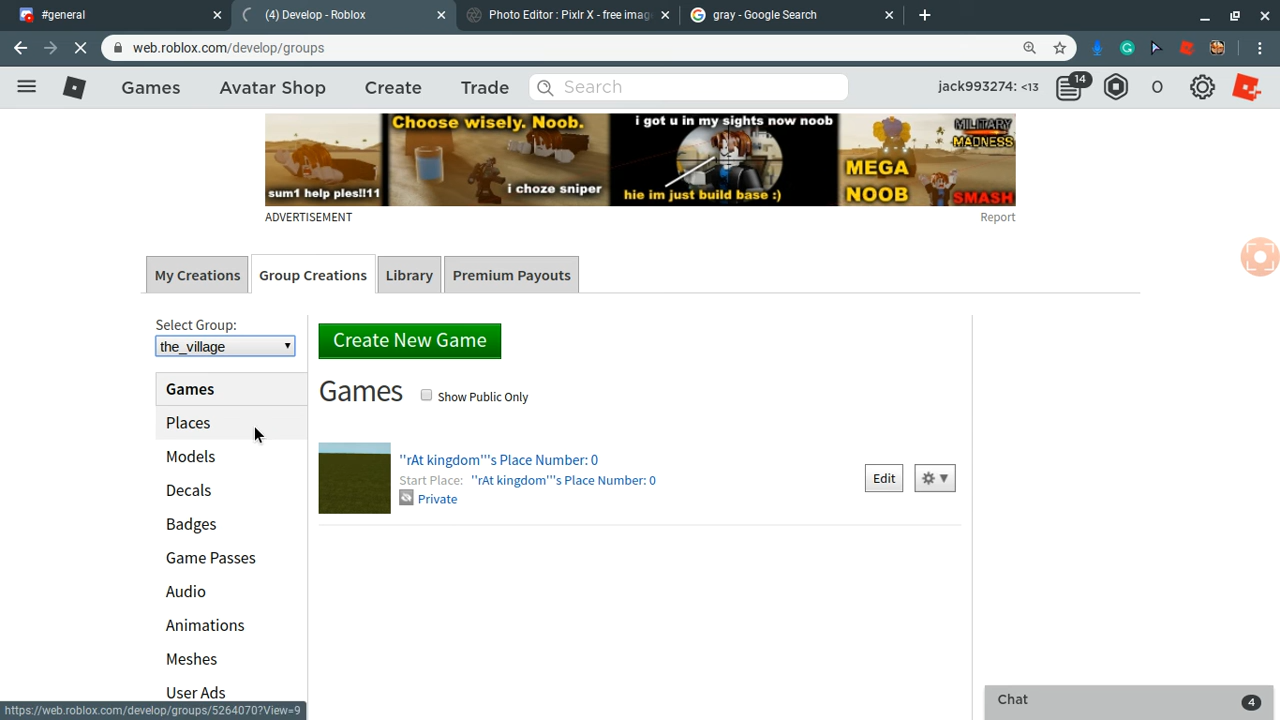 #general
(4) Develop - Roblox
Photo Editor : Pixlr X - free imag
gray - Google Search
web.roblox.com/develop/groups
Games
Avatar Shop
Create
Trade
Search
jack993274: <13
14
0
sum1 help ples!!11
Choose wisely. Noob.
i choze sniper
i got u in my sights now noob
hie im just build base :)
MEGA
NOOB
MILITARY
MADNESS
SMASH
ADVERTISEMENT
Report
My Creations
Group Creations
Library
Premium Payouts
Select Group:
the_village
Create New Game
Games
Show Public Only
Games
Places
Models
Decals
Badges
Game Passes
Audio
Animations
Meshes
User Ads
''rAt kingdom'''s Place Number: 0
Start Place: ''rAt kingdom'''s Place Number: 0
Private
Edit
https://web.roblox.com/develop/groups/5264070?View=9
Chat
4